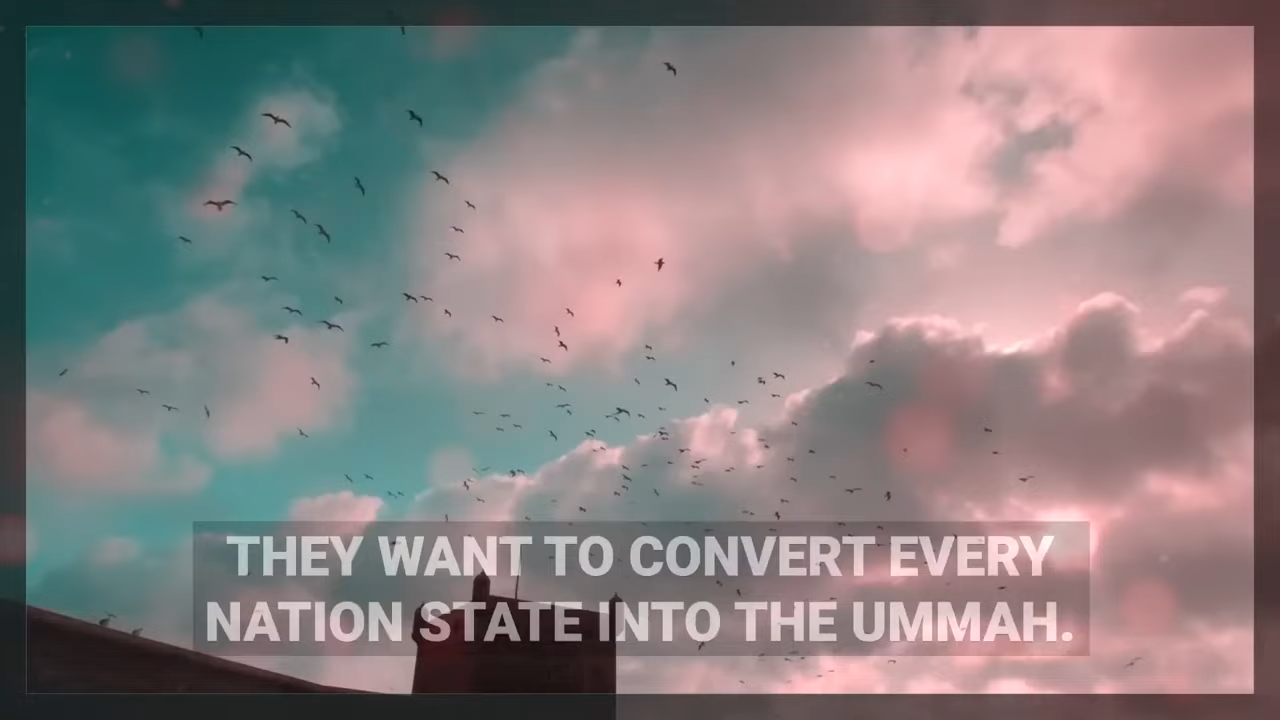 THEY WANT TO CONVERT EVERY
NATION STATE INTO THE UMMAH.